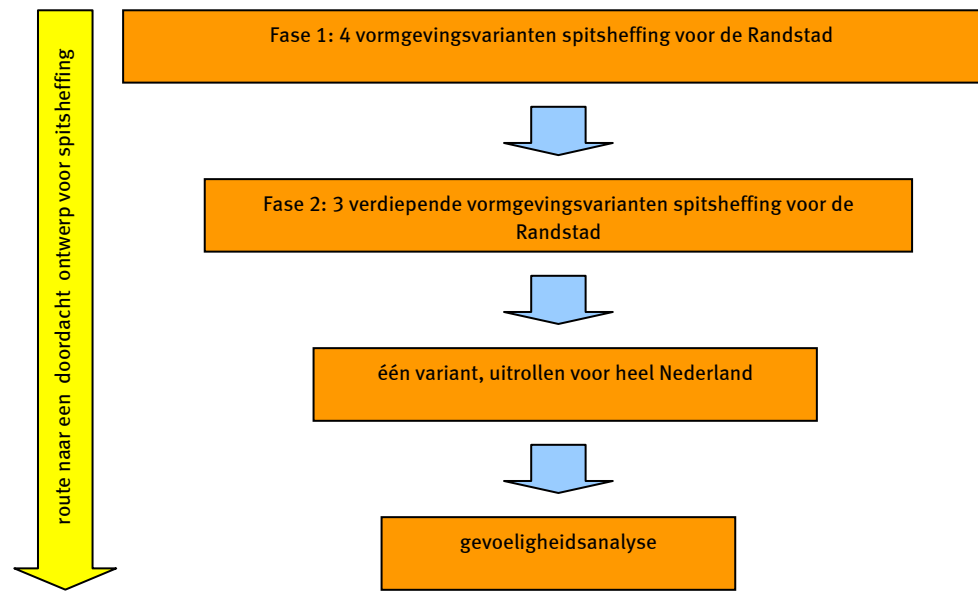 route naar een doordacht ontwerp voor spitsheffing
Fase 1: 4 vormgevingsvarianten spitsheffing voor de Randstad
Fase 2: 3 verdiepende vormgevingsvarianten spitsheffing voor de
Randstad
één variant, uitrollen voor heel Nederland
gevoeligheidsanalyse